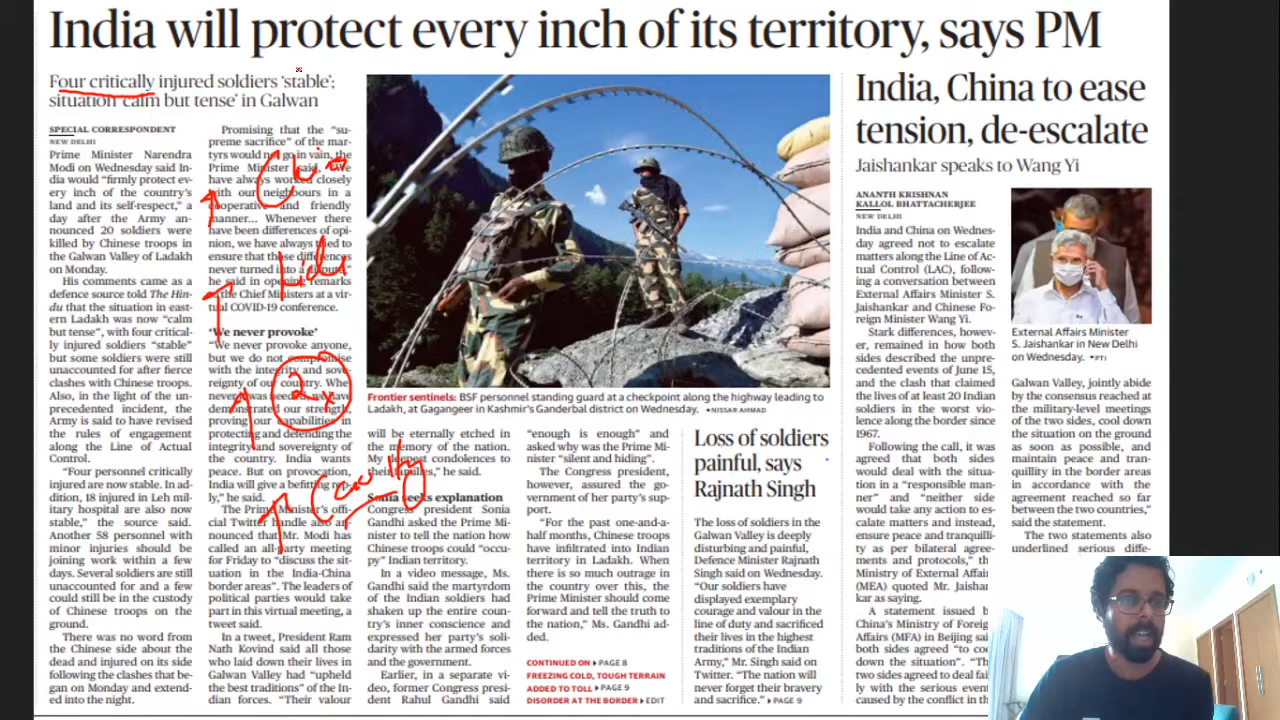 India will protect every inch of its territory, says PM
Four critically injured soldiers ‘stable’;
situation ‘calm but tense’ in Galwan
SPECIAL CORRESPONDENT
NEW DELHI
Prime Minister Narendra
Modi on Wednesday said In-
dia would “firmly protect ev-
ery inch of the country’s
land and its self-respect,” a
day after the Army an-
nounced 20 soldiers were
killed by Chinese troops in
the Galwan Valley of Ladakh
on Monday.
His comments came as a
defence source told The Hin-
du that the situation in east-
ern Ladakh was now “calm
but tense”, with four critical-
ly injured soldiers “stable”
but some soldiers were still
unaccounted for after fierce
clashes with Chinese troops.
Also, in the light of the un-
precedented incident, the
Army is said to have revised
the rules of engagement
along the Line of Actual
Control.
“Four personnel critically
injured are stable now. In ad-
dition, 18 injured in Leh mil-
itary hospital are also now
stable,” the source said.
Another 58 personnel with
minor injuries should be
joining work within a few
days. Several soldiers are still
unaccounted for and a few
could still be in the custody
of Chinese troops on the
ground.
There was no word from
the Chinese side about the
dead and injured on its side
following the clashes that be-
gan on Monday and extend-
ed into the night.
Promising that the “su-
preme sacrifice” of the mar-
tyrs would not go in vain, the
Prime Minister said, “We
have always worked closely
with our neighbours in a
cooperative and friendly
manner... Whenever there
have been differences of opi-
nion, we have always tried to
ensure that those differences
never turned into a dispute,”
he said in opening remarks
to the Chief Ministers at a vir-
tual COVID-19 conference.
‘We never provoke’
“We never provoke anyone,
but we do not compromise
with the integrity and sove-
reignty of our country. Whe-
never it was needed, we have
demonstrated our strength,
proving our capabilities in
protecting and defending the
integrity and sovereignty of
the country. India wants
peace. But on provocation,
India will give a befitting rep-
ly,” he said.
The Prime Minister’s offi-
cial Twitter handle also an-
nounced that Mr. Modi has
called an all-party meeting
for Friday to “discuss the sit-
uation in the India-China
border areas”. The leaders of
political parties would take
part in this virtual meeting, a
tweet said.
In a tweet, President Ram
Nath Kovind said all those
who laid down their lives in
Galwan Valley had “upheld
the best traditions” of the In-
dian forces. “Their valour
Frontier sentinels: BSF personnel standing guard at a checkpoint along the highway leading to
Ladakh, at Gagangeer in Kashmir’s Ganderbal district on Wednesday. •NISSAR AHMAD
will be eternally etched in
the memory of the nation.
My deepest condolences to
their families,” he said.
Sonia seeks explanation
Congress president Sonia
Gandhi asked the Prime Mi-
nister to tell the nation how
Chinese troops could “occu-
py” Indian territory.
In a video message, Ms.
Gandhi said the martyrdom
of the Indian soldiers had
shaken up the entire coun-
try’s inner conscience and
expressed her party’s soli-
darity with the armed forces
and the government.
Earlier, in a separate vi-
deo, former Congress presi-
dent Rahul Gandhi said
“enough is enough” and
asked why was the Prime Mi-
nister “silent and hiding”.
The Congress president,
however, assured the go-
vernment of her party’s sup-
port.
“For the past one-and-a-
half months, Chinese troops
have infiltrated into Indian
territory in Ladakh. When
there is so much outrage in
the country over this, the
Prime Minister should come
forward and tell the truth to
the nation,” Ms. Gandhi ad-
ded.
CONTINUED ON PAGE 8
FREEZING COLD, TOUGH TERRAIN
ADDED TO TOLL PAGE 9
DISORDER AT THE BORDER EDIT
Loss of soldiers
painful, says
Rajnath Singh
The loss of soldiers in the
Galwan Valley is deeply
disturbing and painful,
Defence Minister Rajnath
Singh said on Wednesday.
“Our soldiers have
displayed exemplary
courage and valour in the
line of duty and sacrificed
their lives in the highest
traditions of the Indian
Army,” Mr. Singh said on
Twitter. “The nation will
never forget their bravery
and sacrifice.” PAGE 9
India, China to ease
tension, de-escalate
Jaishankar speaks to Wang Yi
ANANTH KRISHNAN
KALLOL BHATTACHERJEE
NEW DELHI
India and China on Wednes-
day agreed not to escalate
matters along the Line of Ac-
tual Control (LAC), follow-
ing a conversation between
External Affairs Minister S.
Jaishankar and Chinese Fo-
reign Minister Wang Yi.
Stark differences, howev-
er, remained in how both
sides described the unpre-
cedented events of June 15,
and the clash that claimed
the lives of at least 20 Indian
soldiers in the worst vio-
lence along the border since
1967.
Following the call, it was
agreed that both sides
would deal with the situa-
tion in a “responsible man-
ner” and “neither side
would take any action to es-
calate matters and instead,
ensure peace and tranquilli-
ty as per bilateral agree-
ments and protocols,” the
Ministry of External Affair
(MEA) quoted Mr. Jaishan
kar as saying.
A statement issued b
China’s Ministry of Foreig
Affairs (MFA) in Beijing sai
both sides agreed “to coo
down the situation”. “Th
two sides agreed to deal fai
ly with the serious event
caused by the conflict in th
External Affairs Minister
S. Jaishankar in New Delhi
on Wednesday. •PTI
Galwan Valley, jointly abide
by the consensus reached at
the military-level meetings
of the two sides, cool down
the situation on the ground
as soon as possible, and
maintain peace and tran-
quillity in the border areas
in accordance with the
agreement reached so far
between the two countries,”
said the statement.
The two statements also
underlined serious diffe-